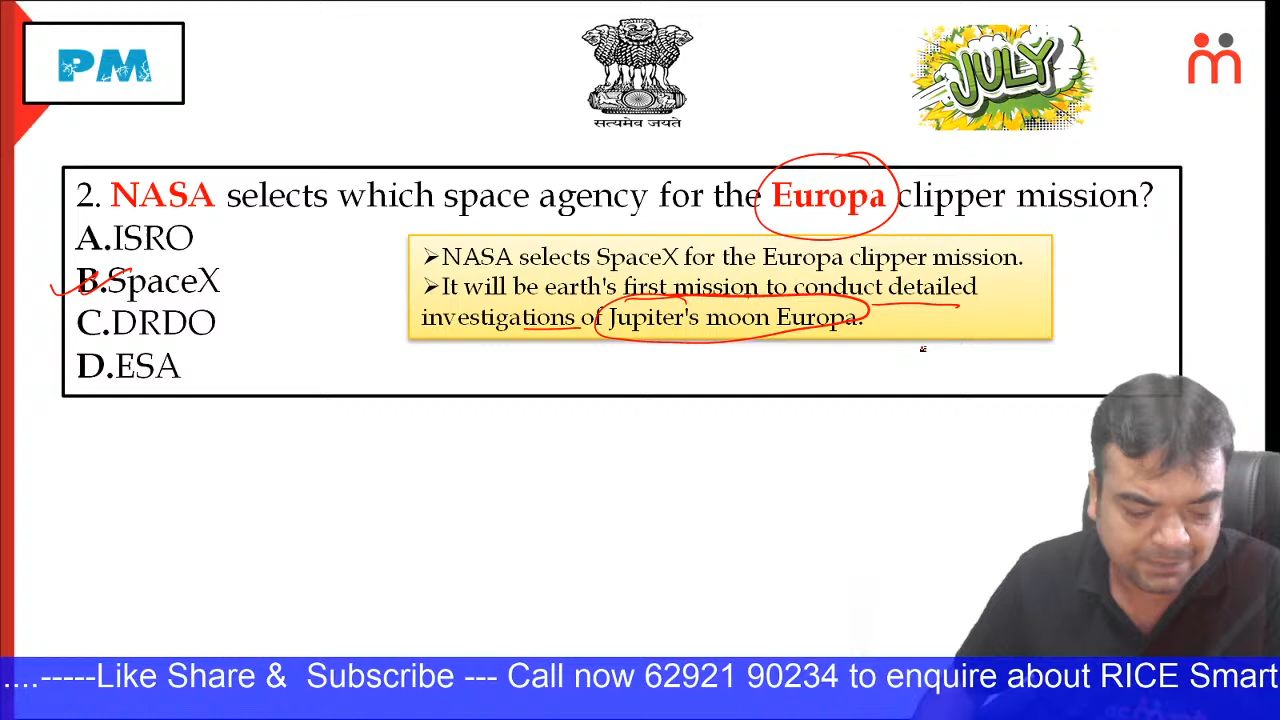 PM
सत्यमेव जयते
JULY
2. NASA selects which space agency for the Europa clipper mission?
A.ISRO
B.SpaceX
C.DRDO
D.ESA
➢NASA selects SpaceX for the Europa clipper mission.
➢It will be earth's first mission to conduct detailed
investigations of Jupiter's moon Europa.
....-----Like Share &  Subscribe --- Call now 62921 90234 to enquire about RICE Smart